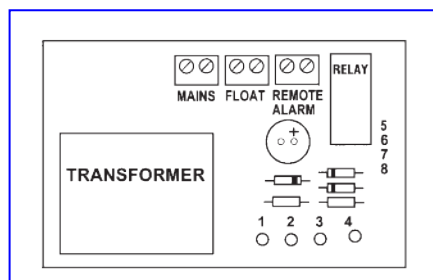 RELAY
MAINS FLOAT REMOTE
ALARM
+
5
6
7
8
TRANSFORMER
1 2 3 4